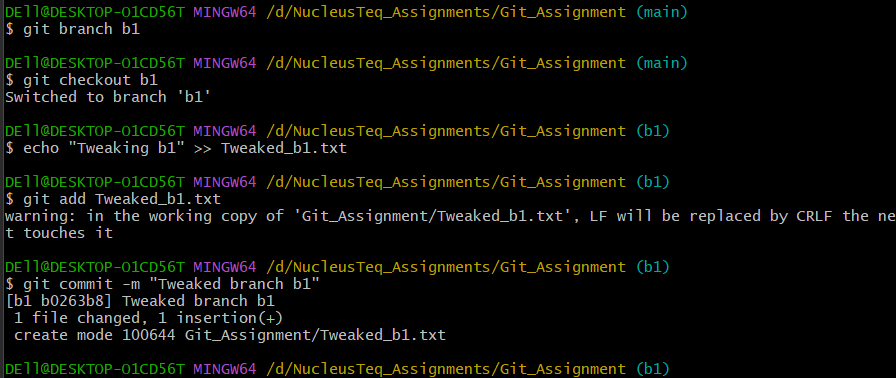 DEll@DESKTOP-O1CD56T MINGW64 /d/NucleusTeq_Assignments/Git_Assignment (main)
$ git branch b1
DEll@DESKTOP-O1CD56T MINGW64 /d/NucleusTeq_Assignments/Git_Assignment (main)
$ git checkout b1
Switched to branch 'b1'
DEll@DESKTOP-O1CD56T MINGW64 /d/NucleusTeq_Assignments/Git_Assignment (b1)
$ echo "Tweaking b1" >> Tweaked_b1.txt
DEll@DESKTOP-O1CD56T MINGW64 /d/NucleusTeq_Assignments/Git_Assignment (b1)
$ git add Tweaked_b1.txt
warning: in the working copy of 'Git_Assignment/Tweaked_b1.txt', LF will be replaced by CRLF the ne
t touches it
DEll@DESKTOP-O1CD56T MINGW64 /d/NucleusTeq_Assignments/Git_Assignment (b1)
$ git commit -m "Tweaked branch b1"
[b1 b0263b8] Tweaked branch b1
1 file changed, 1 insertion(+)
create mode 100644 Git_Assignment/Tweaked_b1.txt
DEll@DESKTOP-O1CD56T MINGW64 /d/NucleusTeq_Assignments/Git_Assignment (b1)